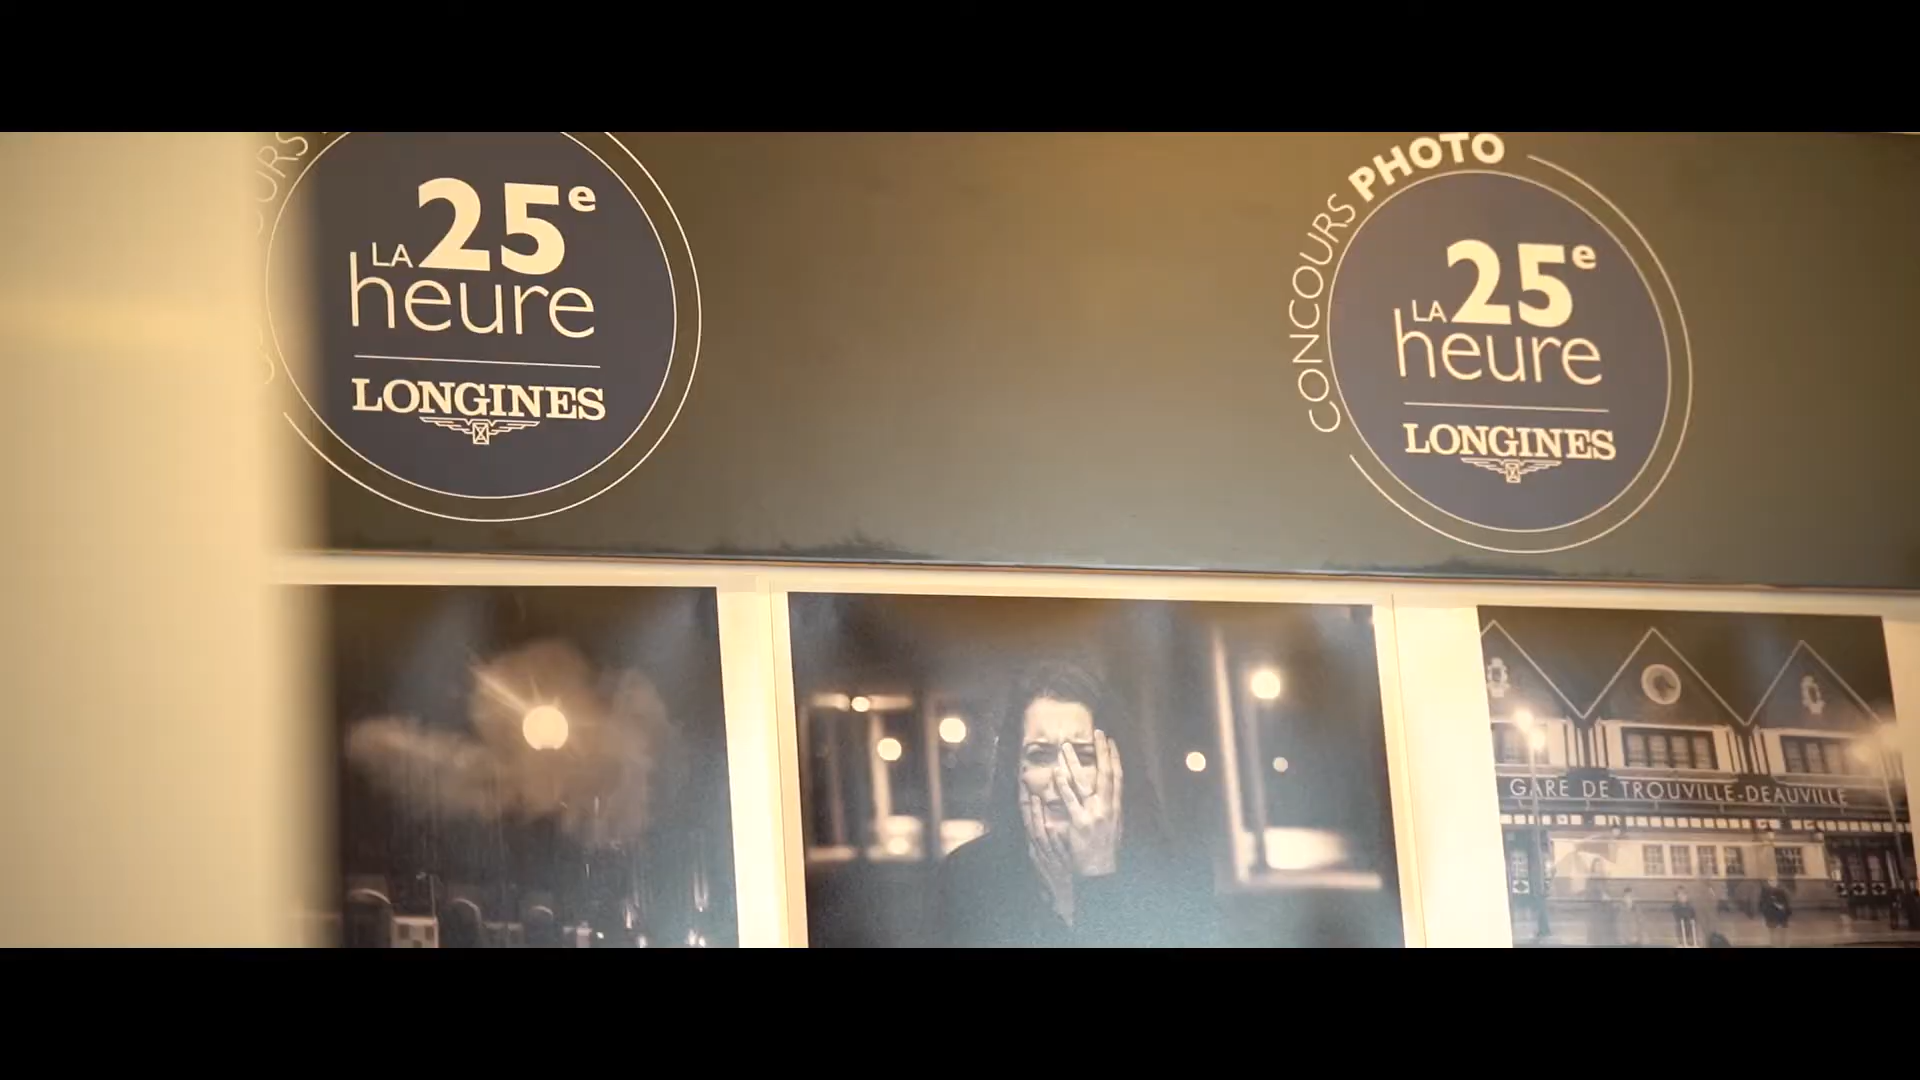 LA 25e
heure
LONGINES
CONCOURS PHOTO
LA 25e
heure
LONGINES
GARE DE TROUVILLE-DEAUVILLE